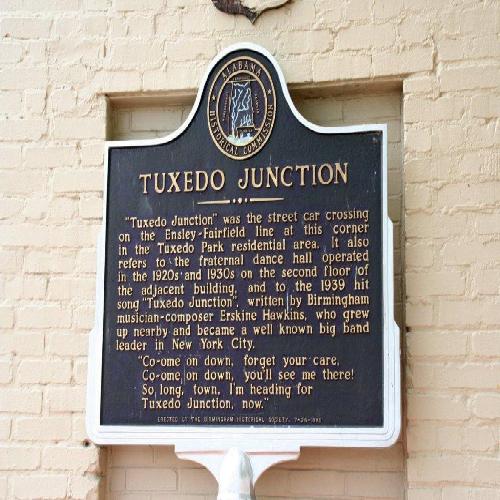 ALABAMA
HISTORICAL COMMISSION
TUXEDO JUNCTION
"Tuxedo Junction" was the street car crossing
on the Ensley-Fairfield line at this corner
in the Tuxedo Park residential area. It also
refers to the fraternal dance hall operated
in the 1920s and 1930s on the second floor of
the adjacent building, and to the 1939 hit
song "Tuxedo Junction", written by Birmingham
musician-composer Erskine Hawkins, who grew
up nearby and became a well known big band
leader in New York City.
"Co-ome on down, forget your care.
Co-ome on down, you'll see me there!
So long, town, I'm heading for
Tuxedo Junction, now."
ERECTED BY THE BIRMINGHAM HISTORICAL SOCIETY,